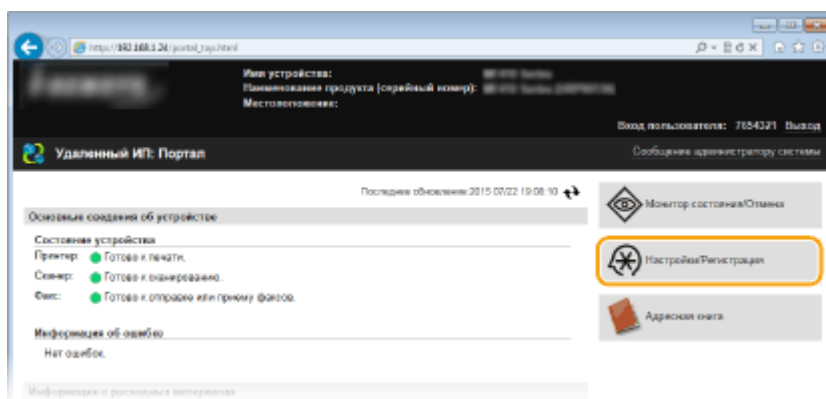 http://192.168.1.24/portal_top.html
Имя устройства:
Наименование продукта (серийный номер):
Местоположение:
Вход пользователя: 7654321 Выход
Удаленный ИП: Портал
Сообщение администратору системы
Последнее обновление:2015 07/22 19:08:10
Монитор состояния/Отмена
Основные сведения об устройстве
Состояние устройства
Принтер: Готово к печати.
Настройки/Регистрация
Сканер: Готово к сканированию.
Факс: Готово к отправке или приему факсов.
Адресная книга
Информация об ошибке
Нет ошибок.
Информация о расходных материалах